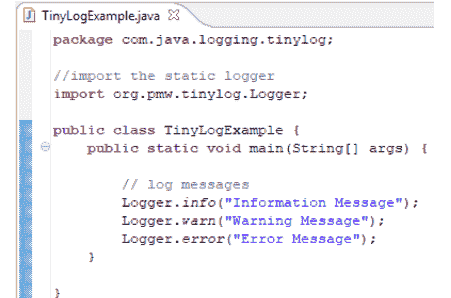 TinyLogExample.java
package com.java.logging.tinylog;
//import the static logger
import org.pmw.tinylog.Logger;
public class TinyLogExample {
public static void main(String[] args) {
// log messages
Logger.info("Information Message");
Logger.warn("Warning Message");
Logger.error("Error Message");
}
}